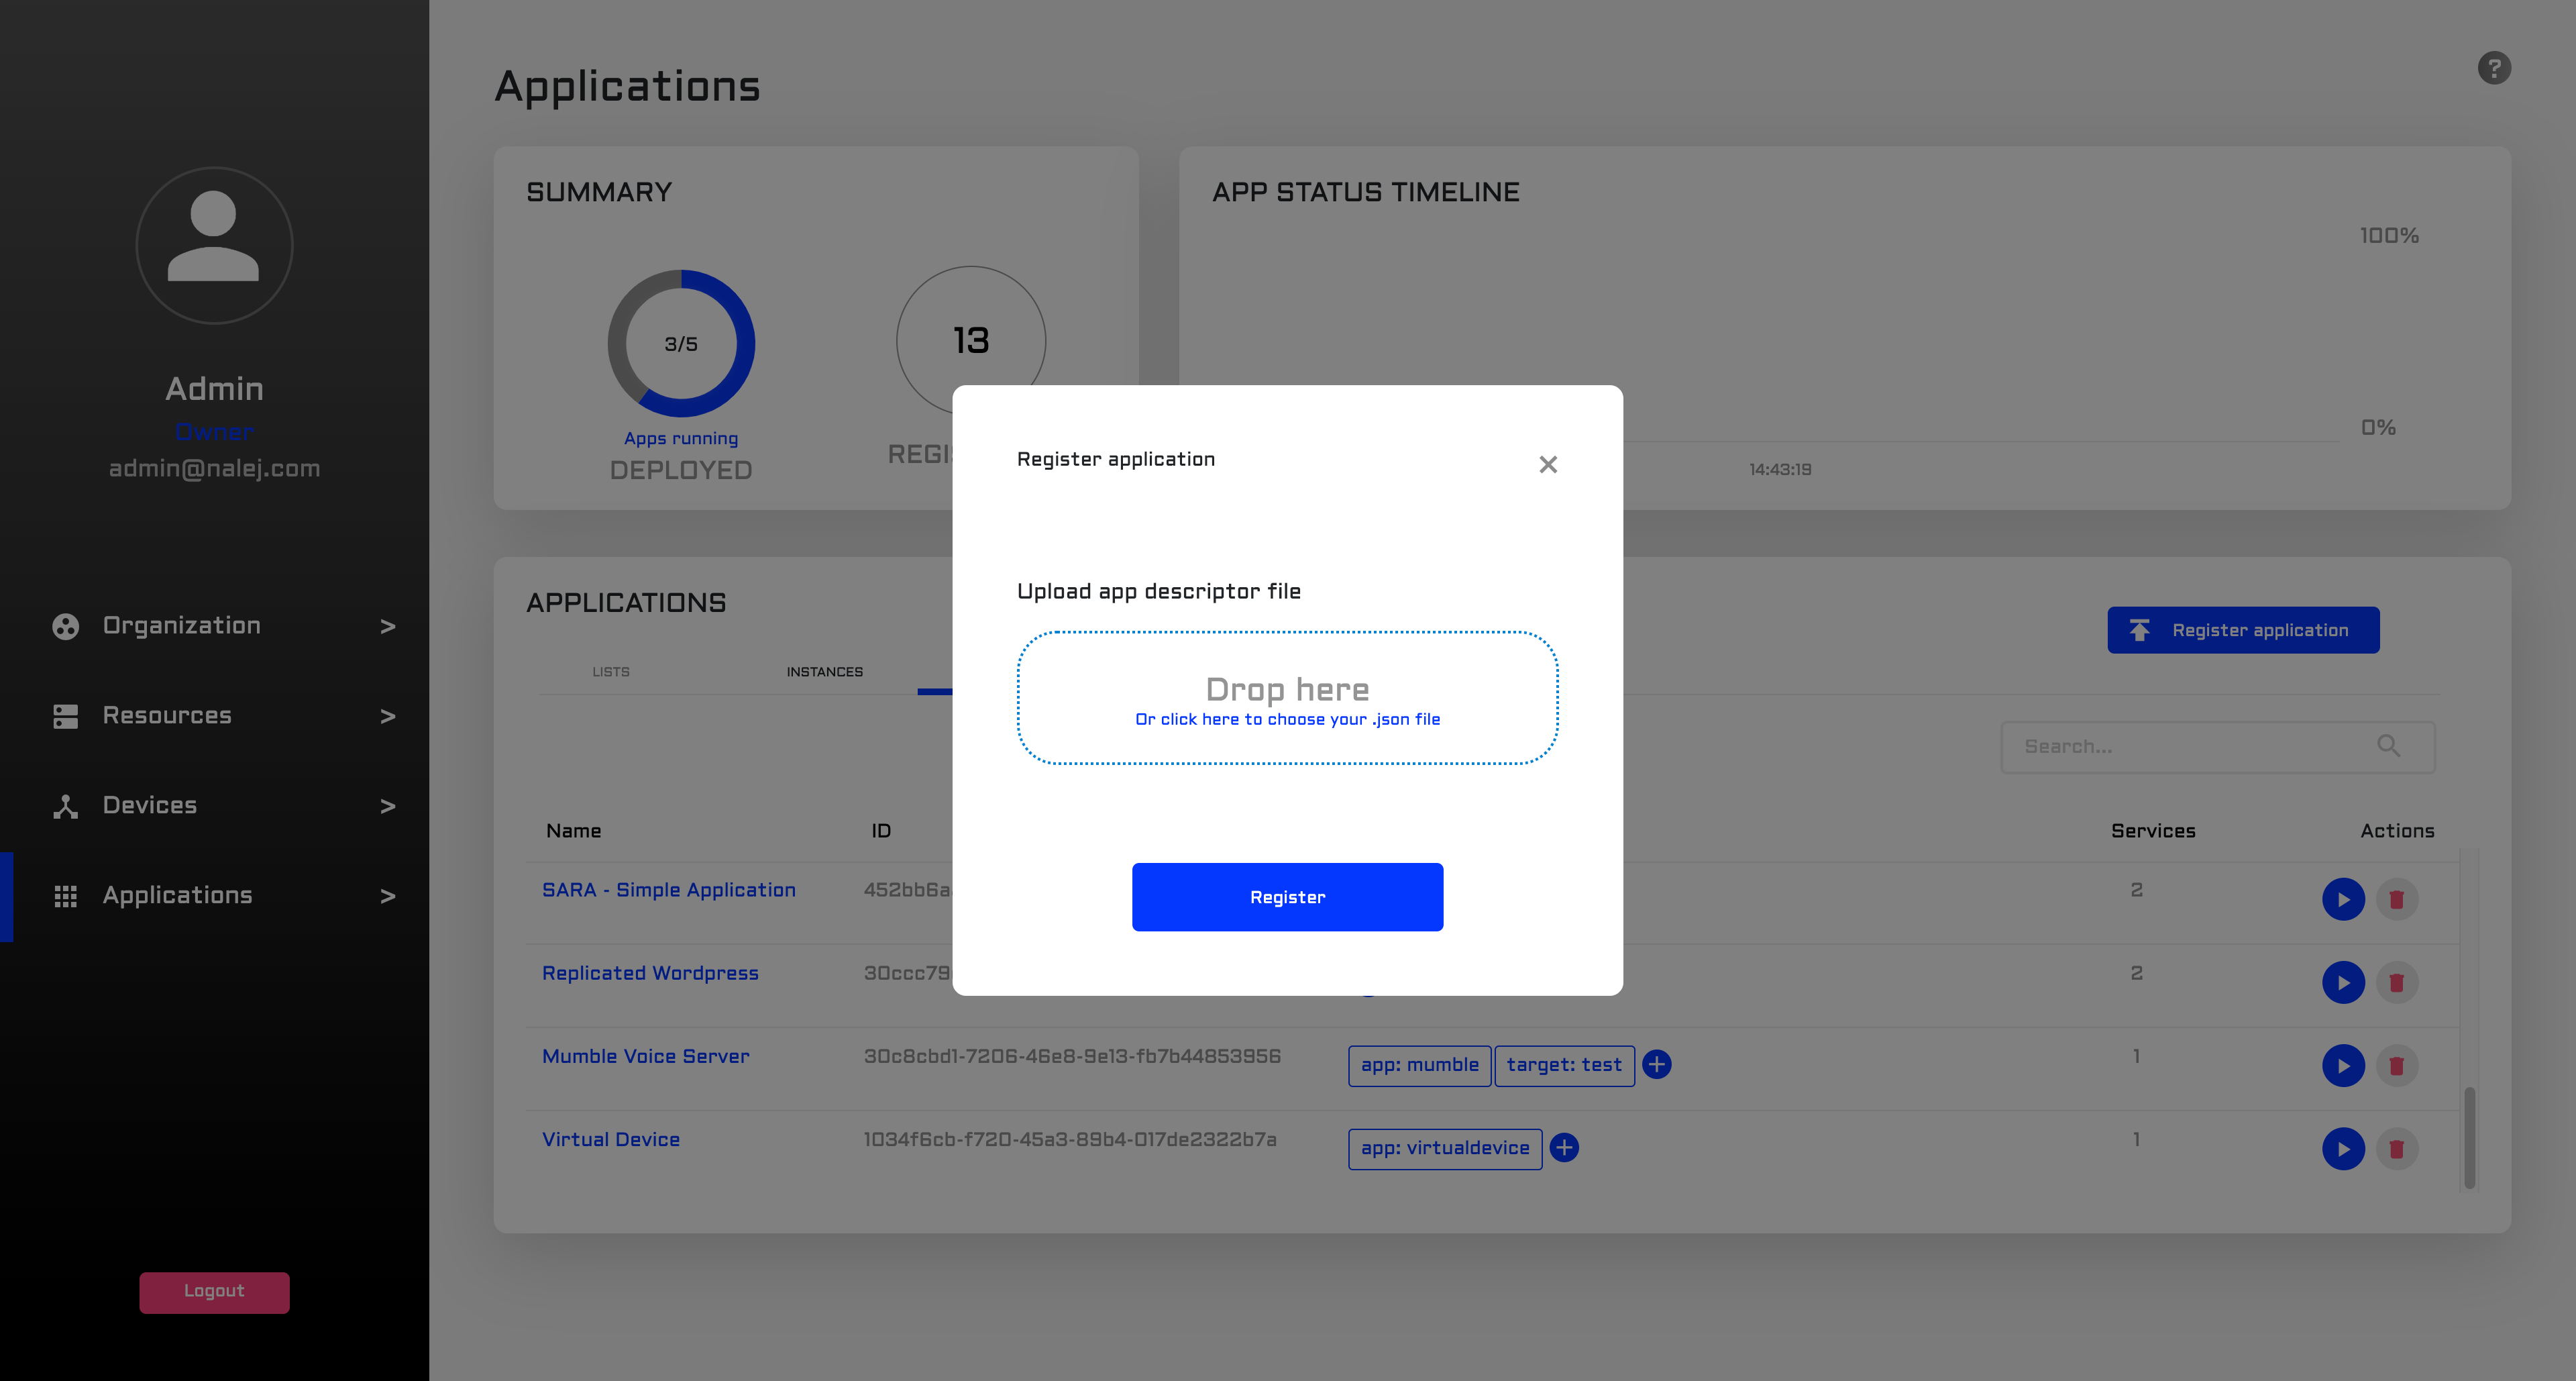 Admin
Owner
admin@nalej.com
Organization >
Resources >
Devices >
Applications >
Logout
Applications
?
SUMMARY
3/5
Apps running
DEPLOYED
13
APP STATUS TIMELINE
100%
0%
14:43:19
APPLICATIONS
Register application
LISTS INSTANCES
Search...
Name ID Services Actions
SARA - Simple Application 2
Replicated Wordpress 2
Mumble Voice Server 30c8cbd1-7206-46e8-9e13-fb7b44853956 app: mumble target: test 1
Virtual Device 1034f6cb-f720-45a3-89b4-017de2322b7a app: virtualdevice 1
Register application
Upload app descriptor file
Drop here
Or click here to choose your .json file
Register